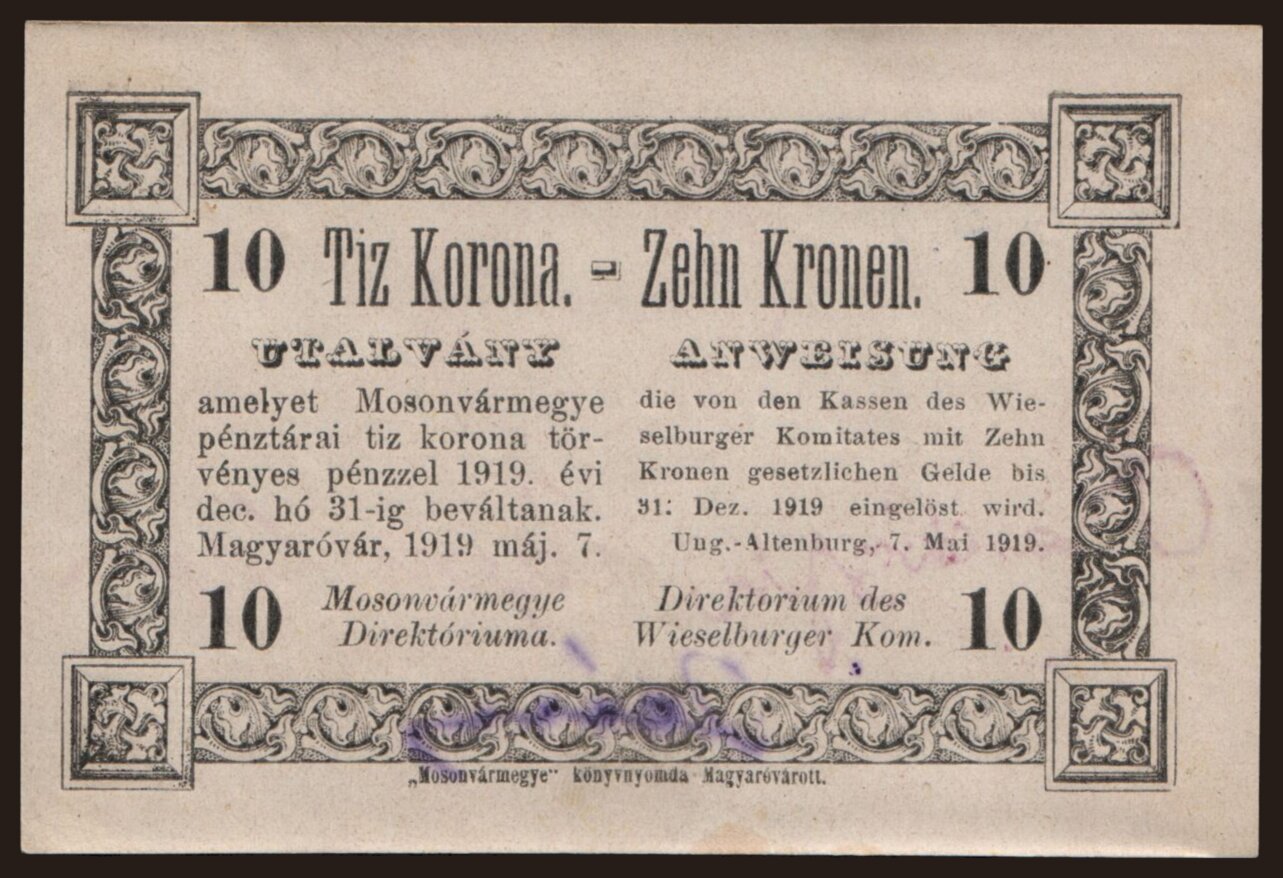 10 Tiz Korona. - Zehn Kronen. 10
UTALVÁNY
amelyet Mosonvármegye
pénztárai tiz korona tör-
vényes pénzzel 1919. évi
dec. hó 31-ig beváltanak.
Magyaróvár, 1919 máj. 7.
ANWEISUNG
die von den Kassen des Wie-
selburger Komitates mit Zehn
Kronen gesetzlichen Gelde bis
31. Dez. 1919 eingelöst wird.
Ung.-Altenburg, 7. Mai 1919.
10 Mosonvármegye
Direktóriuma.
Direktorium des
Wieselburger Kom. 10
„Mosonvármegye" könyvnyomda Magyaróvárott.